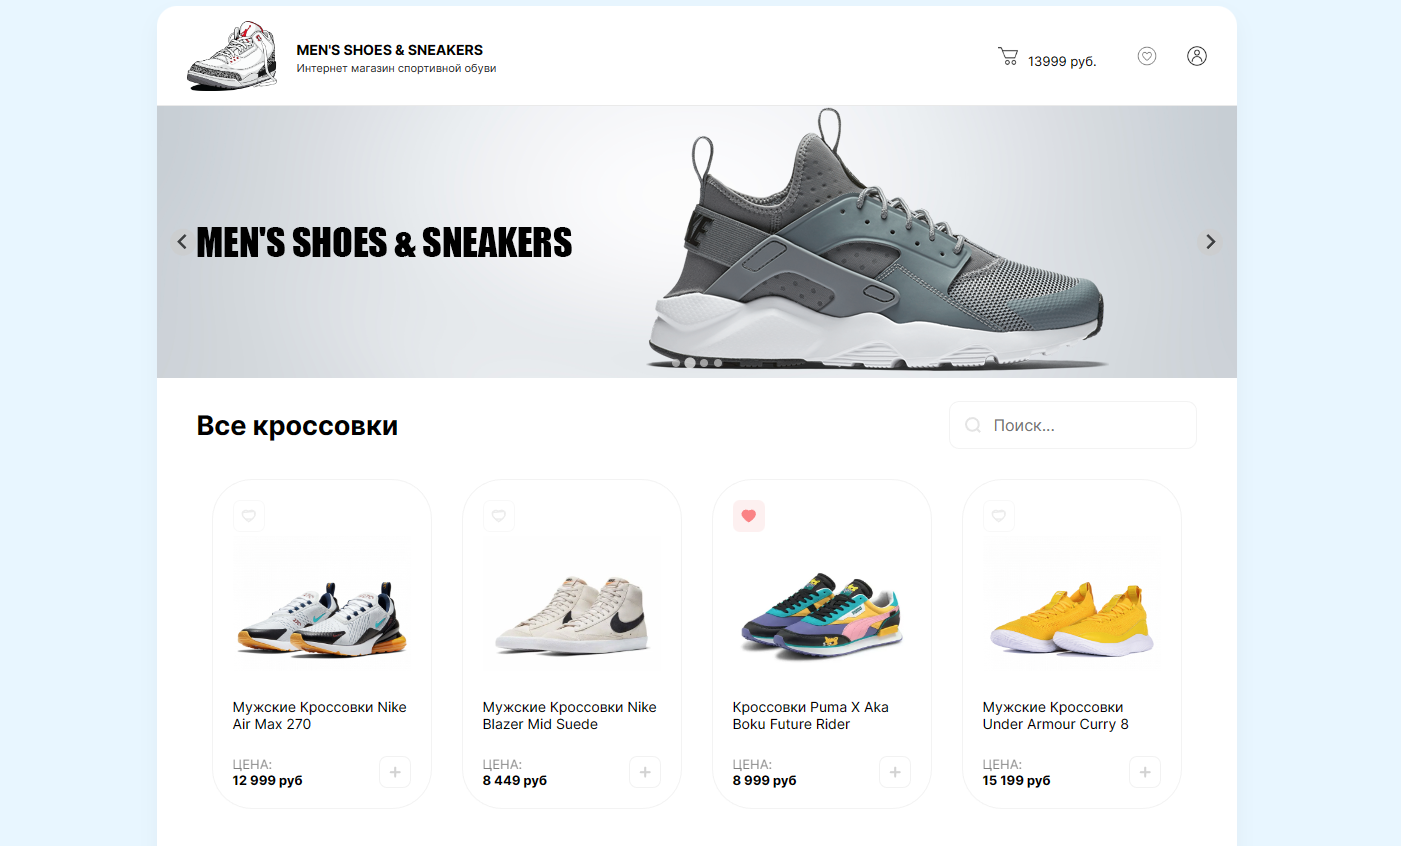 MEN'S SHOES & SNEAKERS
Интернет магазин спортивной обуви
13999 руб.
MEN'S SHOES & SNEAKERS
Все кроссовки
Поиск...
Мужские Кроссовки Nike
Air Max 270
ЦЕНА:
12 999 руб
Мужские Кроссовки Nike
Blazer Mid Suede
ЦЕНА:
8 449 руб
Кроссовки Puma X Aka
Boku Future Rider
ЦЕНА:
8 999 руб
Мужские Кроссовки
Under Armour Curry 8
ЦЕНА:
15 199 руб